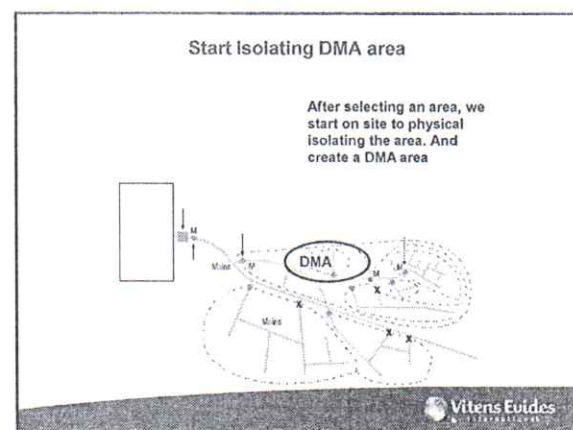 Start isolating DMA area
After selecting an area, we
start on site to physical
isolating the area. And
create a DMA area
M
Mains
M
DMA
M
M
X
X
Mains
X
X
Vitens Evides
International